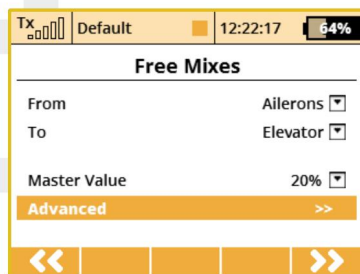 Tx Default 12:22:17 64%
Free Mixes
From Ailerons
To Elevator
Master Value 20%
Advanced >>
<< >>